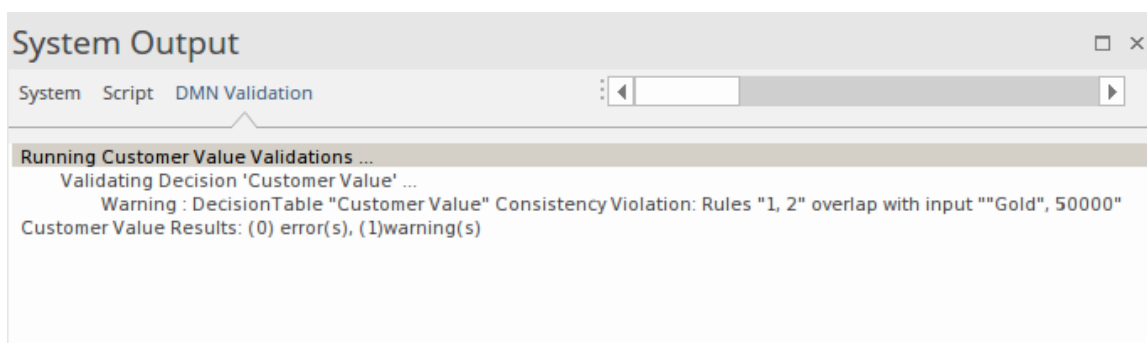 System Output
System Script DMN Validation
Running Customer Value Validations ...
Validating Decision 'Customer Value' ...
Warning : DecisionTable "Customer Value" Consistency Violation: Rules "1, 2" overlap with input ""Gold", 50000"
Customer Value Results: (0) error(s), (1)warning(s)